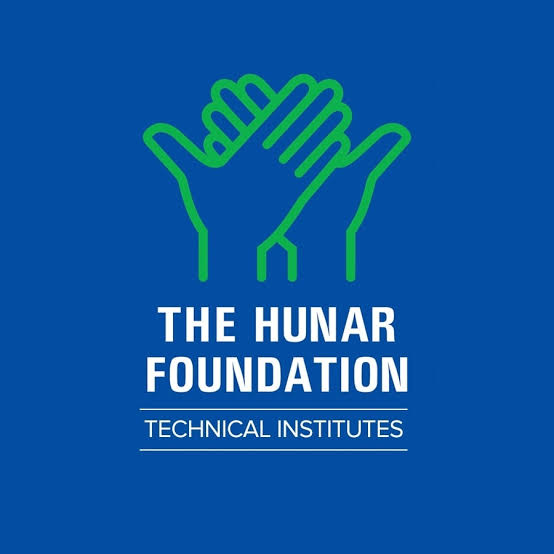 THE HUNAR
FOUNDATION
TECHNICAL INSTITUTES